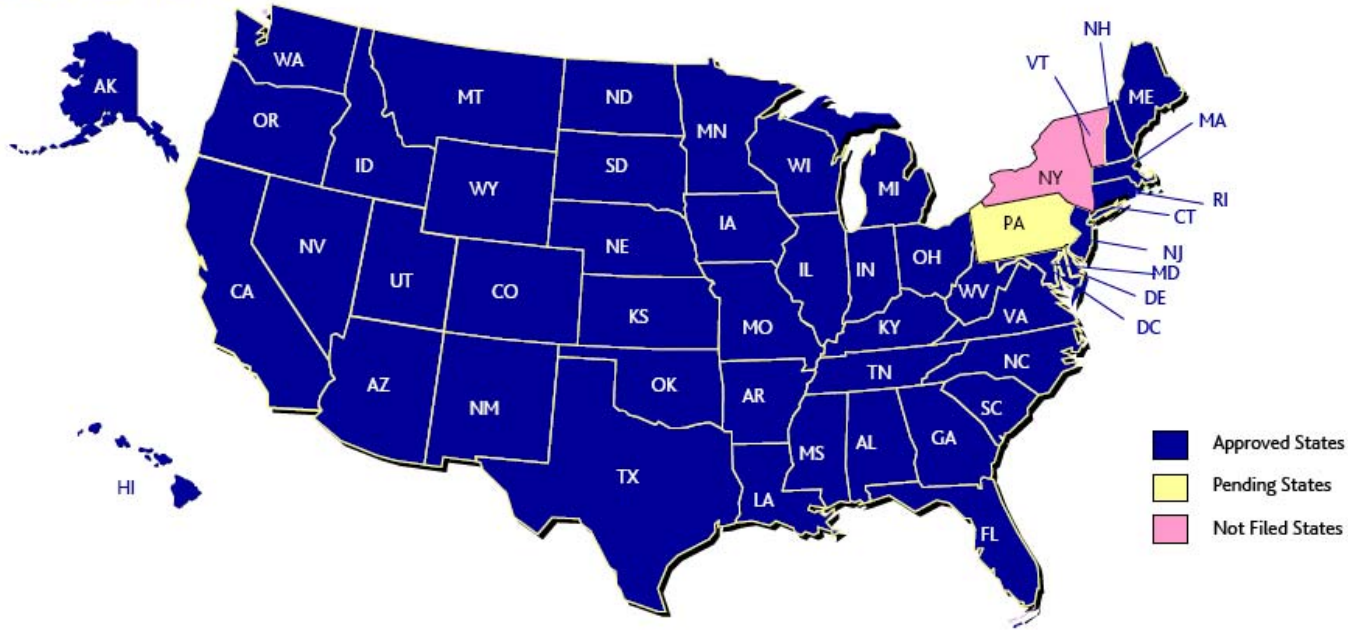 NH
VT
WA
AK
MT
ND
ME
MN
OR
MA
ID
SD
WI
MI
WY
NY
RI
CT
IA
PA
NE
NV
NJ
OH
MD
IL
IN
UT
CO
CA
WV
DE
VA
KS
DC
MO
KY
NC
TN
AZ
OK
AR
NM
SC
GA
AL
MS
Approved States
TX
Pending States
HI
LA
Not Filed States
FL